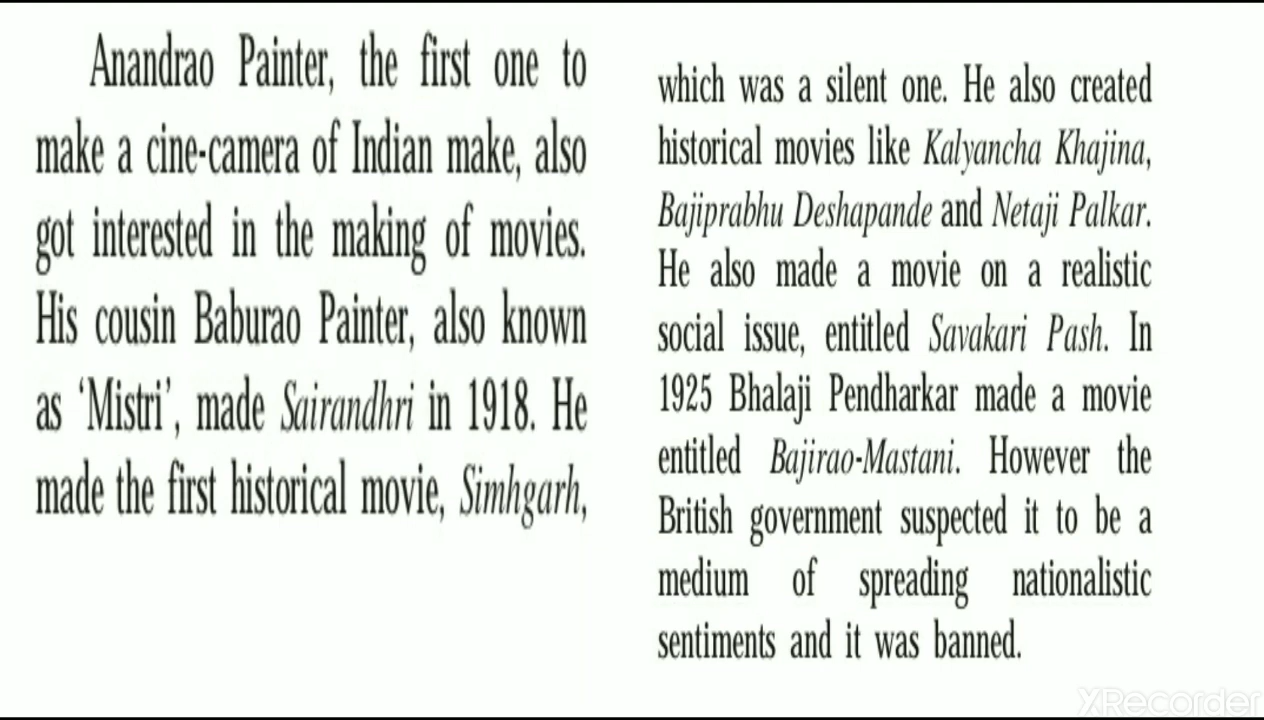 Anandrao Painter, the first one to
make a cine-camera of Indian make, also
got interested in the making of movies.
His cousin Baburao Painter, also known
as ‘Mistri’, made Sairandhri in 1918. He
made the first historical movie, Simhgarh,
which was a silent one. He also created
historical movies like Kalyancha Khajina,
Bajiprabhu Deshapande and Netaji Palkar.
He also made a movie on a realistic
social issue, entitled Savakari Pash. In
1925 Bhalaji Pendharkar made a movie
entitled Bajirao-Mastani. However the
British government suspected it to be a
medium of spreading nationalistic
sentiments and it was banned.
XRecorder